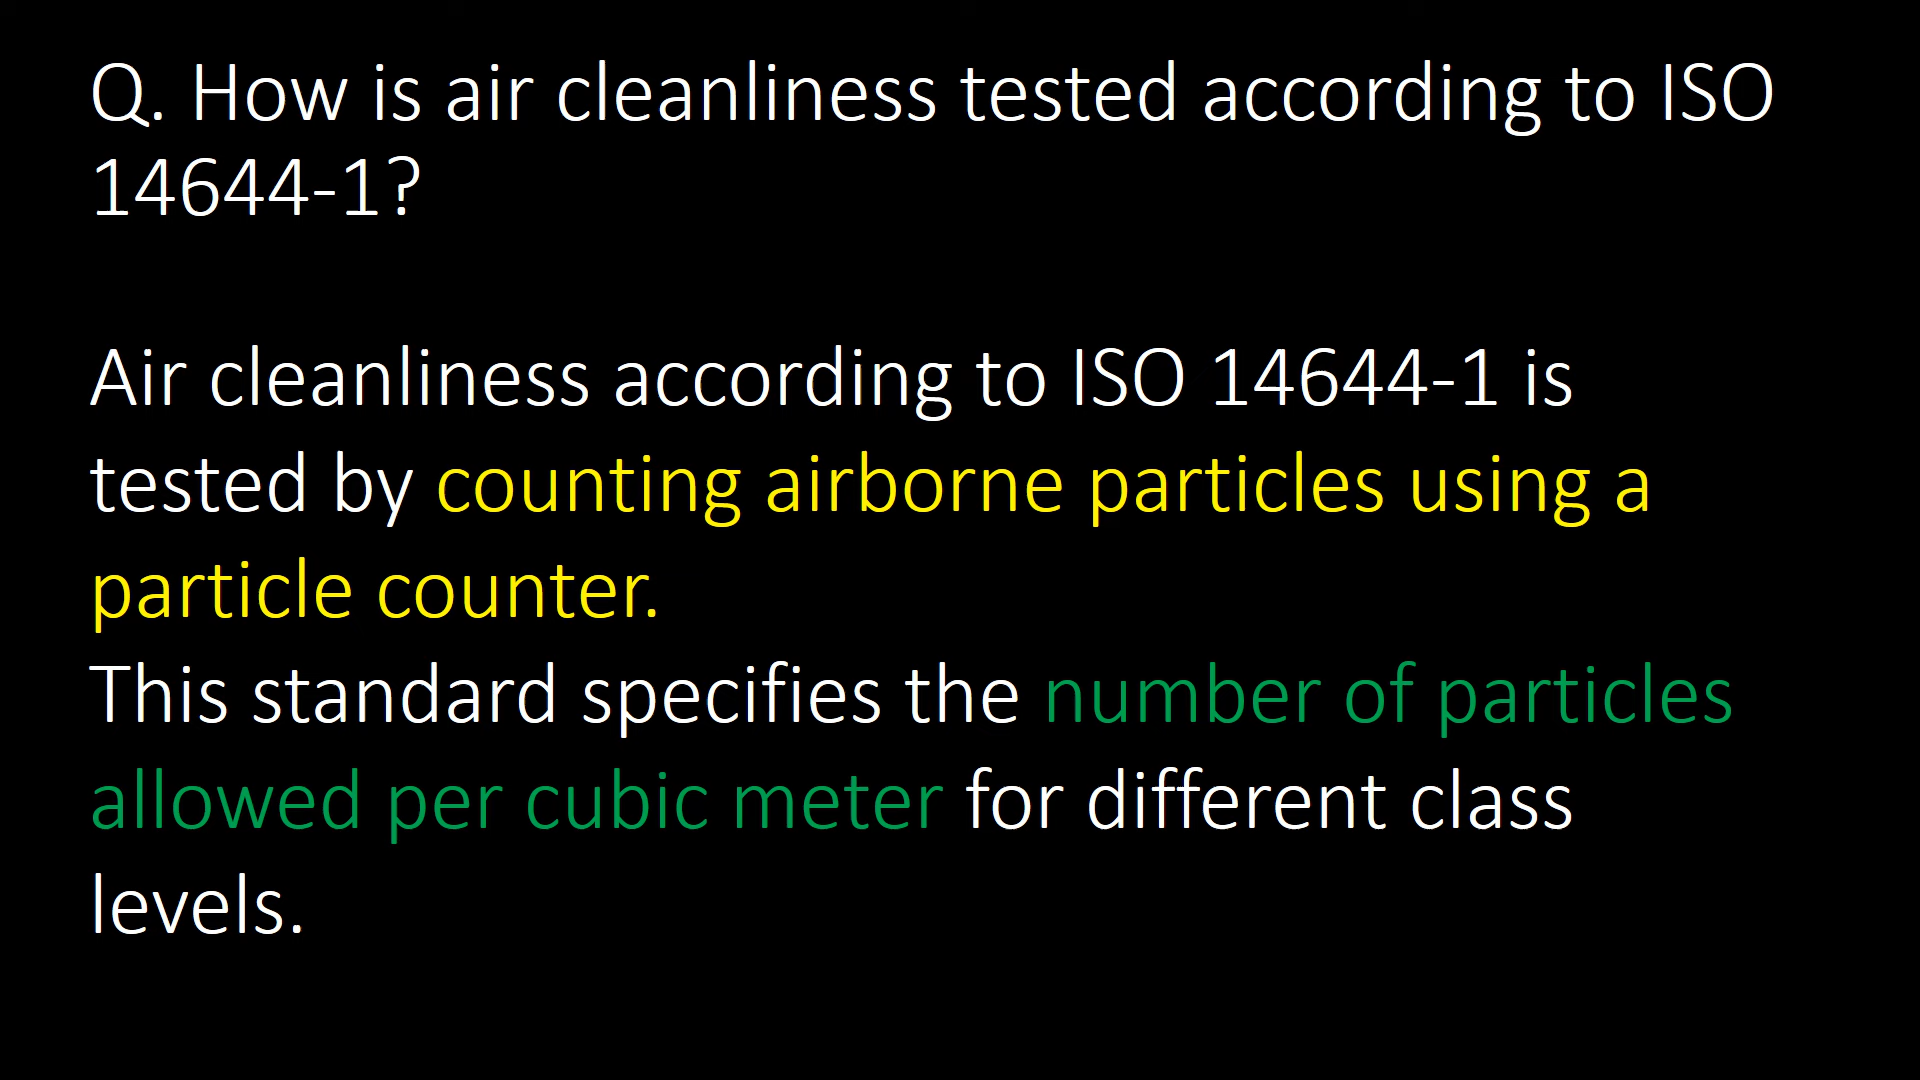 Q. How is air cleanliness tested according to ISO
14644-1?
Air cleanliness according to ISO 14644-1 is
tested by counting airborne particles using a
particle counter.
This standard specifies the number of particles
allowed per cubic meter for different class
levels.